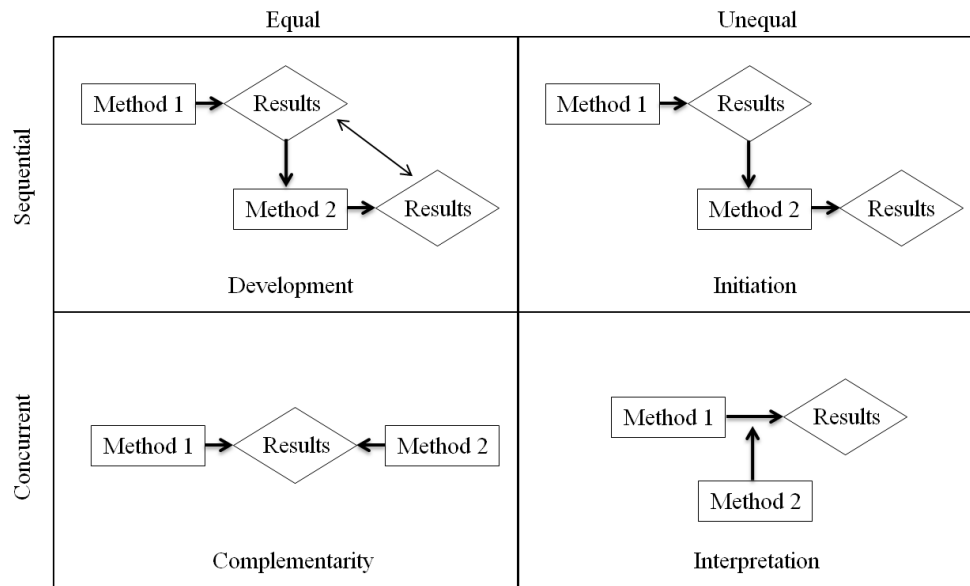 Equal
Unequal
Sequential
Method 1
Results
Method 2
Results
Development
Method 1
Results
Method 2
Results
Initiation
Concurrent
Method 1
Results
Method 2
Complementarity
Method 1
Results
Method 2
Interpretation